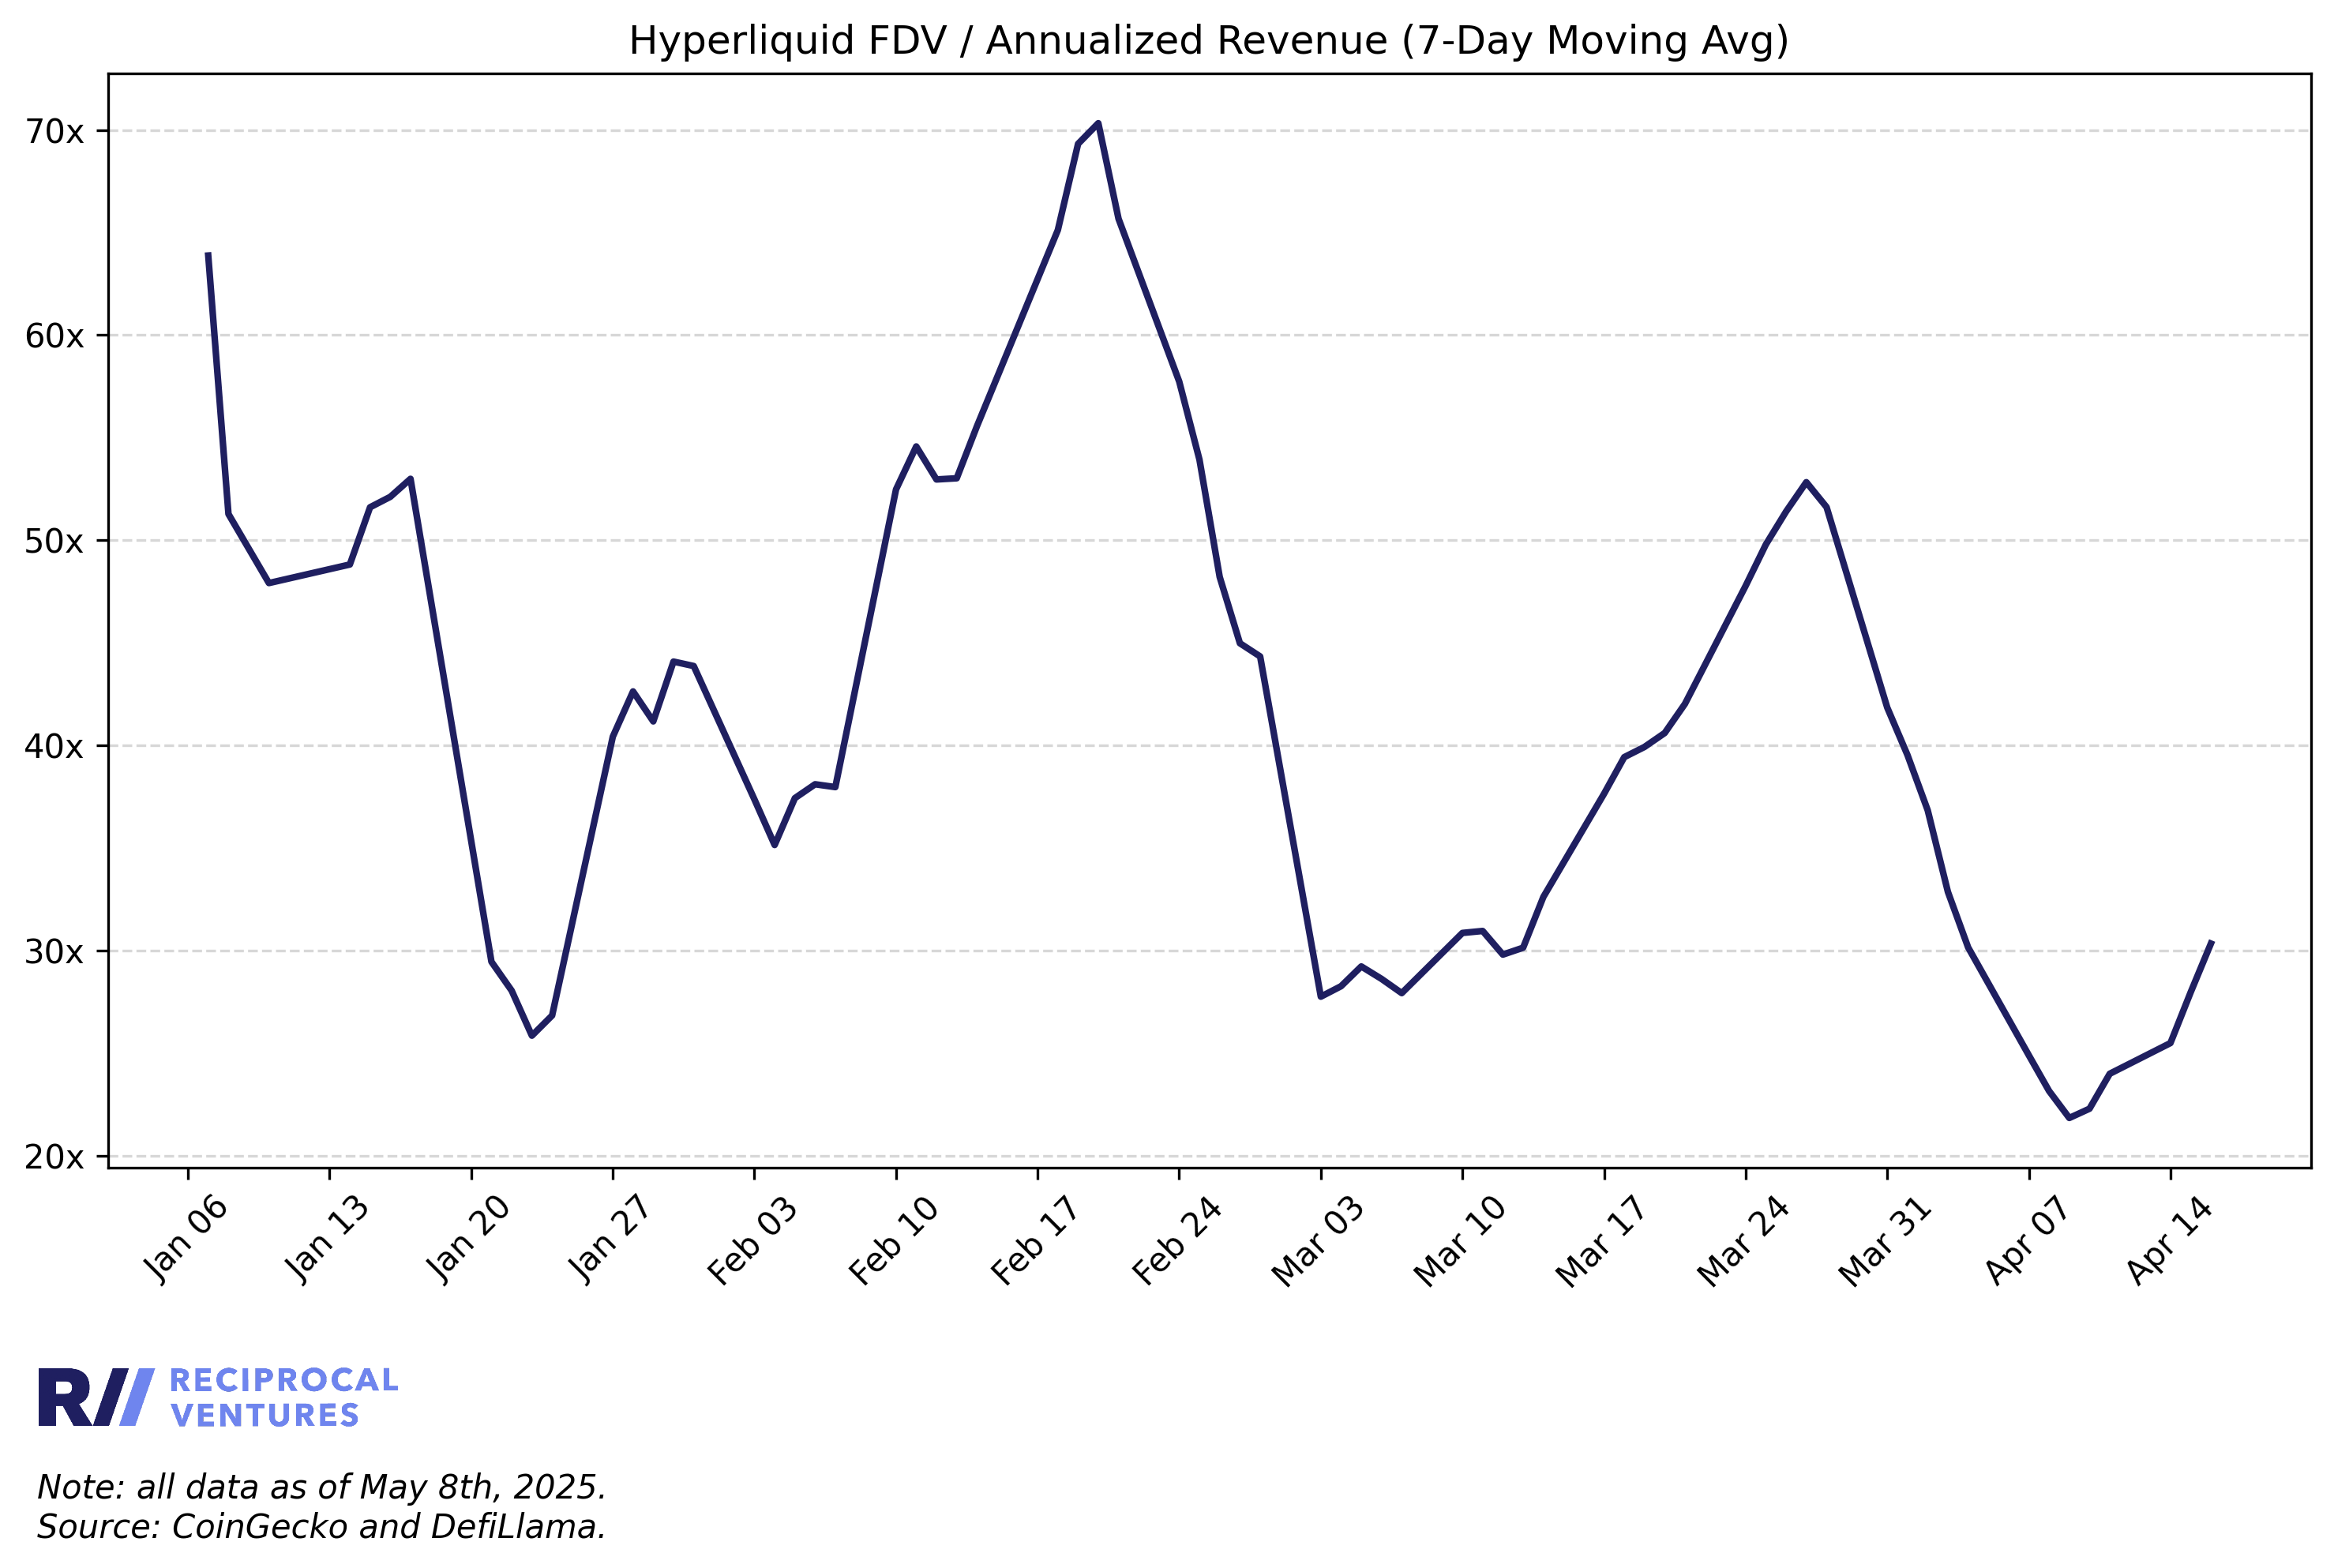 Hyperliquid FDV / Annualized Revenue (7-Day Moving Avg)
70x
60x
50x
40x
30x
20x
Jan 06
Jan 13
Jan 20
Jan 27
Feb 03
Feb 10
Feb 17
Feb 24
Mar 03
Mar 10
Mar 17
Mar 24
Mar 31
Apr 07
Apr 14
RECIPROCAL
VENTURES
Note: all data as of May 8th, 2025.
Source: CoinGecko and DefiLlama.